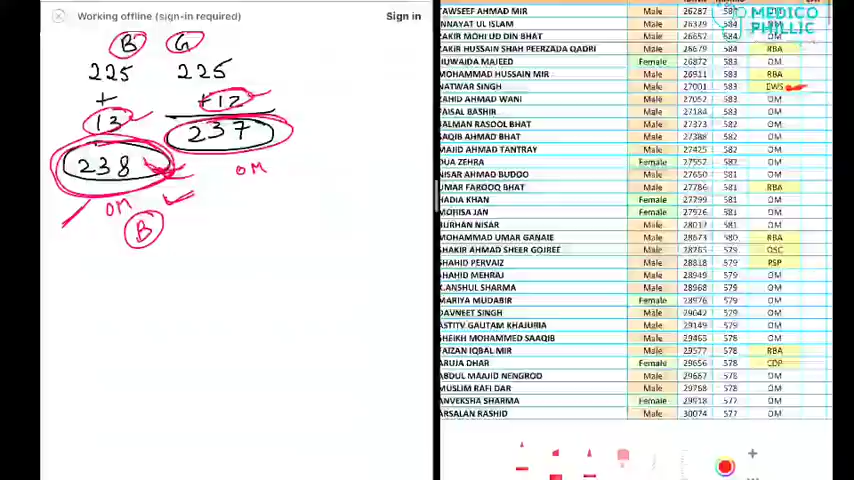 Working offline (sign-in required)
Sign in
B G
225 225
+ +12
13 237
238 OM
OM
B
MEDICO
PHILLIC
TAWSEEF AHMAD MIR Male 26287 585
INNAYAT UL ISLAM Male 26329 584 OM
ZAKIR MOHI UD DIN BHAT Male 26652 584 OM
ZAKIR HUSSAIN SHAH PEERZADA QADRI Male 26679 584 RBA
HUWAIDA MAJEED Female 26872 583 OM
MOHAMMAD HUSSAIN MIR Male 26911 583 RBA
NATWAR SINGH Male 27001 583 EWS
ZAHID AHMAD WANI Male 27052 583 OM
FAISAL BASHIR Male 27184 583 OM
SALMAN RASOOL BHAT Male 27373 582 OM
SAQIB AHMAD BHAT Male 27388 582 OM
MAJID AHMAD TANTRAY Male 27425 582 OM
DUA ZEHRA Female 27557 582 OM
NISAR AHMAD BUDOO Male 27650 581 OM
UMAR FAROOQ BHAT Male 27786 581 RBA
HADIA KHAN Female 27799 581 OM
MOHSA JAN Female 27926 581 OM
BURHAN NISAR Male 28012 581 OM
MOHAMMAD UMAR GANAIE Male 28673 580 RBA
SHAKIR AHMAD SHEER GOJREE Male 28765 579 OSC
SHAHID PERVAIZ Male 28818 579 PSP
SHAHID MEHRAJ Male 28949 579 OM
K.ANSHUL SHARMA Male 28968 579 OM
MARIYA MUDABIR Female 28976 579 OM
DAVNEET SINGH Male 29042 579 OM
ASTITV GAUTAM KHAJURIA Male 29149 579 OM
SHEIKH MOHAMMED SAAQIB Male 29465 578 OM
FAIZAN IQBAL MIR Male 29577 578 RBA
ARUJA DHAR Female 29656 578 CDP
ABDUL MAAJID NENGROO Male 29687 578 OM
MUSLIM RAFI DAR Male 29768 578 OM
ANVEKSHA SHARMA Female 29918 577 OM
ARSALAN RASHID Male 30074 577 OM